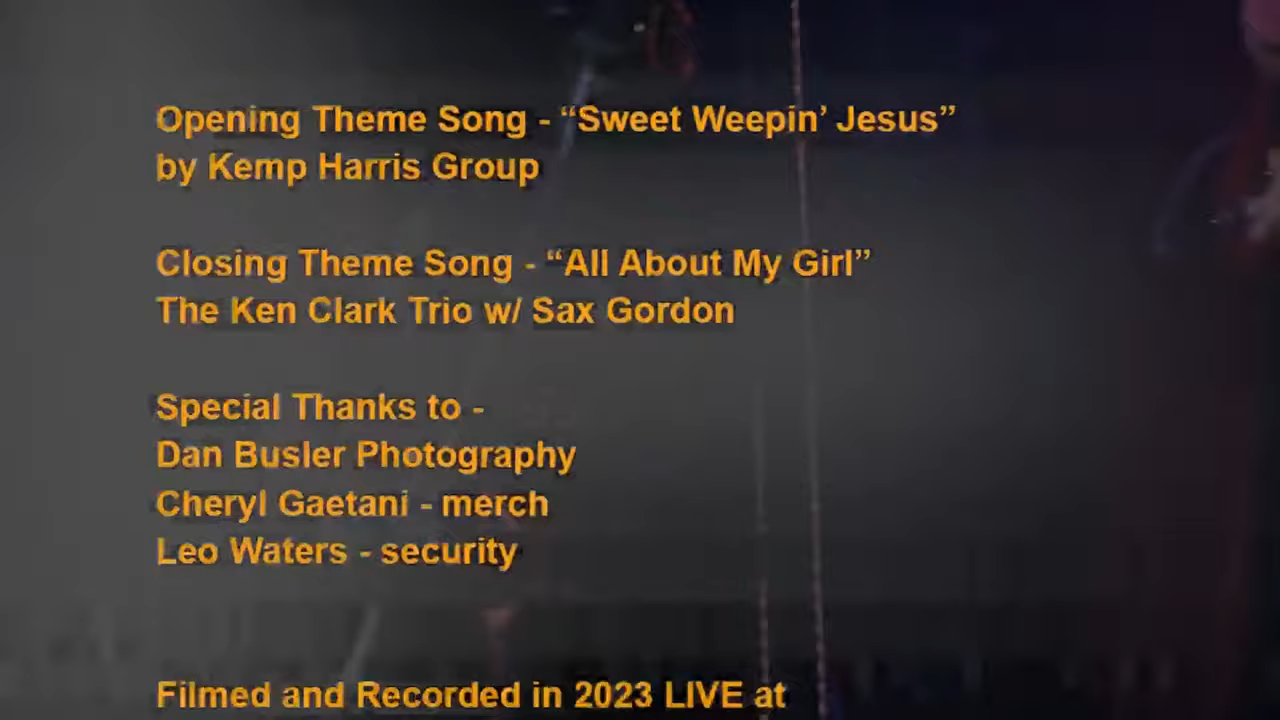 Opening Theme Song - “Sweet Weepin’ Jesus”
by Kemp Harris Group
Closing Theme Song - “All About My Girl”
The Ken Clark Trio w/ Sax Gordon
Special Thanks to -
Dan Busler Photography
Cheryl Gaetani - merch
Leo Waters - security
Filmed and Recorded in 2023 LIVE at